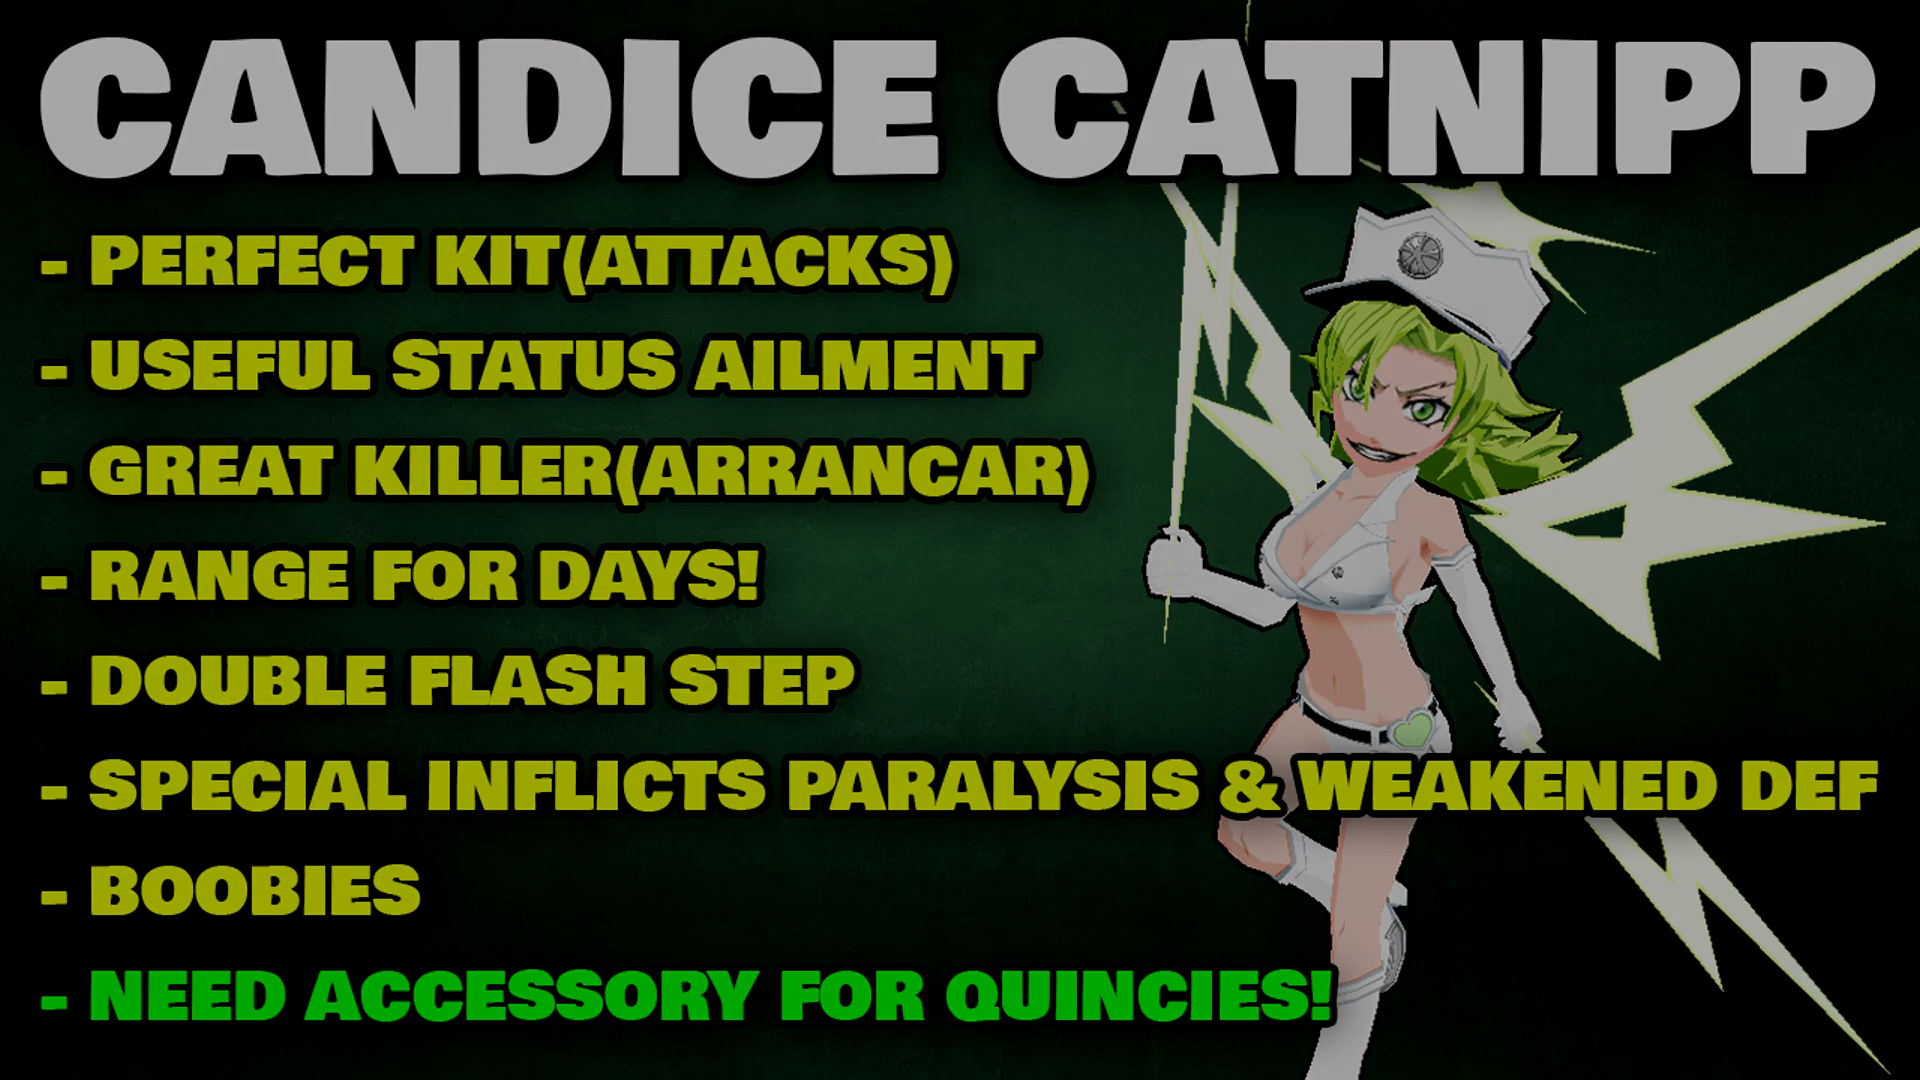 CANDICE CATNIPP
- PERFECT KIT(ATTACKS)
- USEFUL STATUS AILMENT
- GREAT KILLER(ARRANCAR)
- RANGE FOR DAYS!
- DOUBLE FLASH STEP
- SPECIAL INFLICTS PARALYSIS & WEAKENED DEF
- BOOBIES
- NEED ACCESSORY FOR QUINCIES!